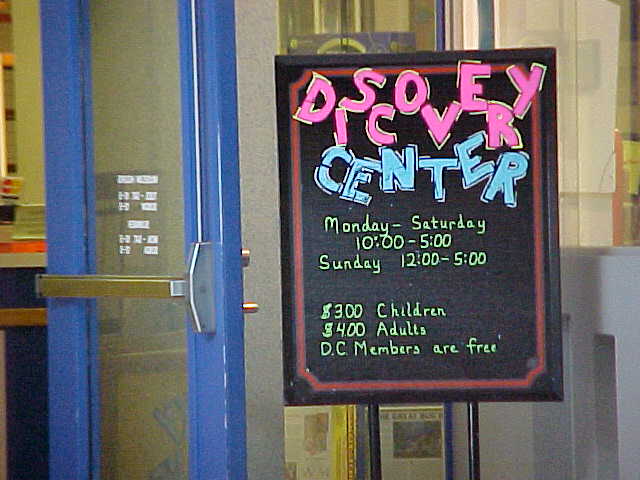 DISCOVERY
CENTER
Monday - Saturday
10:00 - 5:00
Sunday 12:00 - 5:00
$3.00 Children
$4.00 Adults
D.C. Members are free